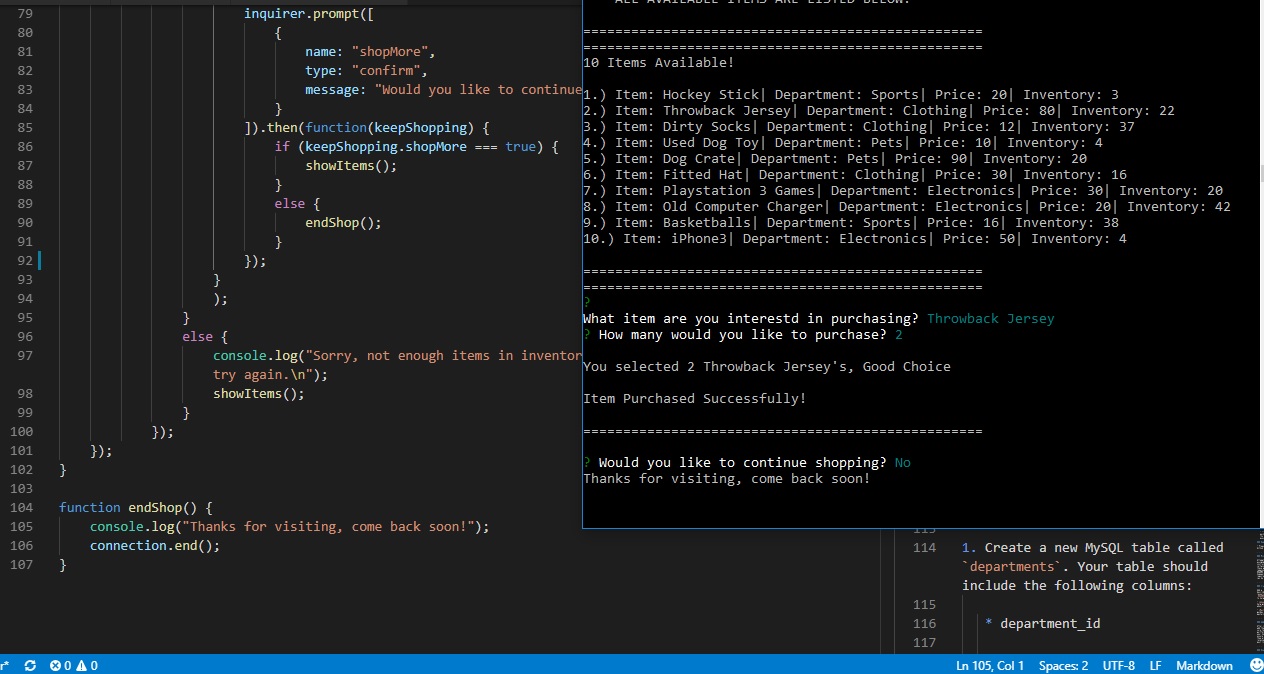 79 inquirer.prompt([
80 {
81 name: "shopMore",
82 type: "confirm",
83 message: "Would you like to continue
84 }
85 ]).then(function(keepShopping) {
86 if (keepShopping.shopMore === true) {
87 showItems();
88 }
89 else {
90 endShop();
91 }
92 });
93 }
94 );
95 }
96 else {
97 console.log("Sorry, not enough items in inventor
try again.\n");
98 showItems();
99 }
100 });
101 });
102 }
103
104 function endShop() {
105 console.log("Thanks for visiting, come back soon!");
106 connection.end();
107 }
ALL AVAILABLE ITEMS ARE LISTED BELOW:
==================================================
==================================================
10 Items Available!
1.) Item: Hockey Stick| Department: Sports| Price: 20| Inventory: 3
2.) Item: Throwback Jersey| Department: Clothing| Price: 80| Inventory: 22
3.) Item: Dirty Socks| Department: Clothing| Price: 12| Inventory: 37
4.) Item: Used Dog Toy| Department: Pets| Price: 10| Inventory: 4
5.) Item: Dog Crate| Department: Pets| Price: 90| Inventory: 20
6.) Item: Fitted Hat| Department: Clothing| Price: 30| Inventory: 16
7.) Item: Playstation 3 Games| Department: Electronics| Price: 30| Inventory: 20
8.) Item: Old Computer Charger| Department: Electronics| Price: 20| Inventory: 42
9.) Item: Basketballs| Department: Sports| Price: 16| Inventory: 38
10.) Item: iPhone3| Department: Electronics| Price: 50| Inventory: 4
==================================================
==================================================
?
What item are you interestd in purchasing? Throwback Jersey
? How many would you like to purchase? 2
You selected 2 Throwback Jersey's, Good Choice
Item Purchased Successfully!
==================================================
? Would you like to continue shopping? No
Thanks for visiting, come back soon!
113
114 1. Create a new MySQL table called
`departments`. Your table should
include the following columns:
115
116 * department_id
117
r* 0 0 Ln 105, Col 1 Spaces: 2 UTF-8 LF Markdown